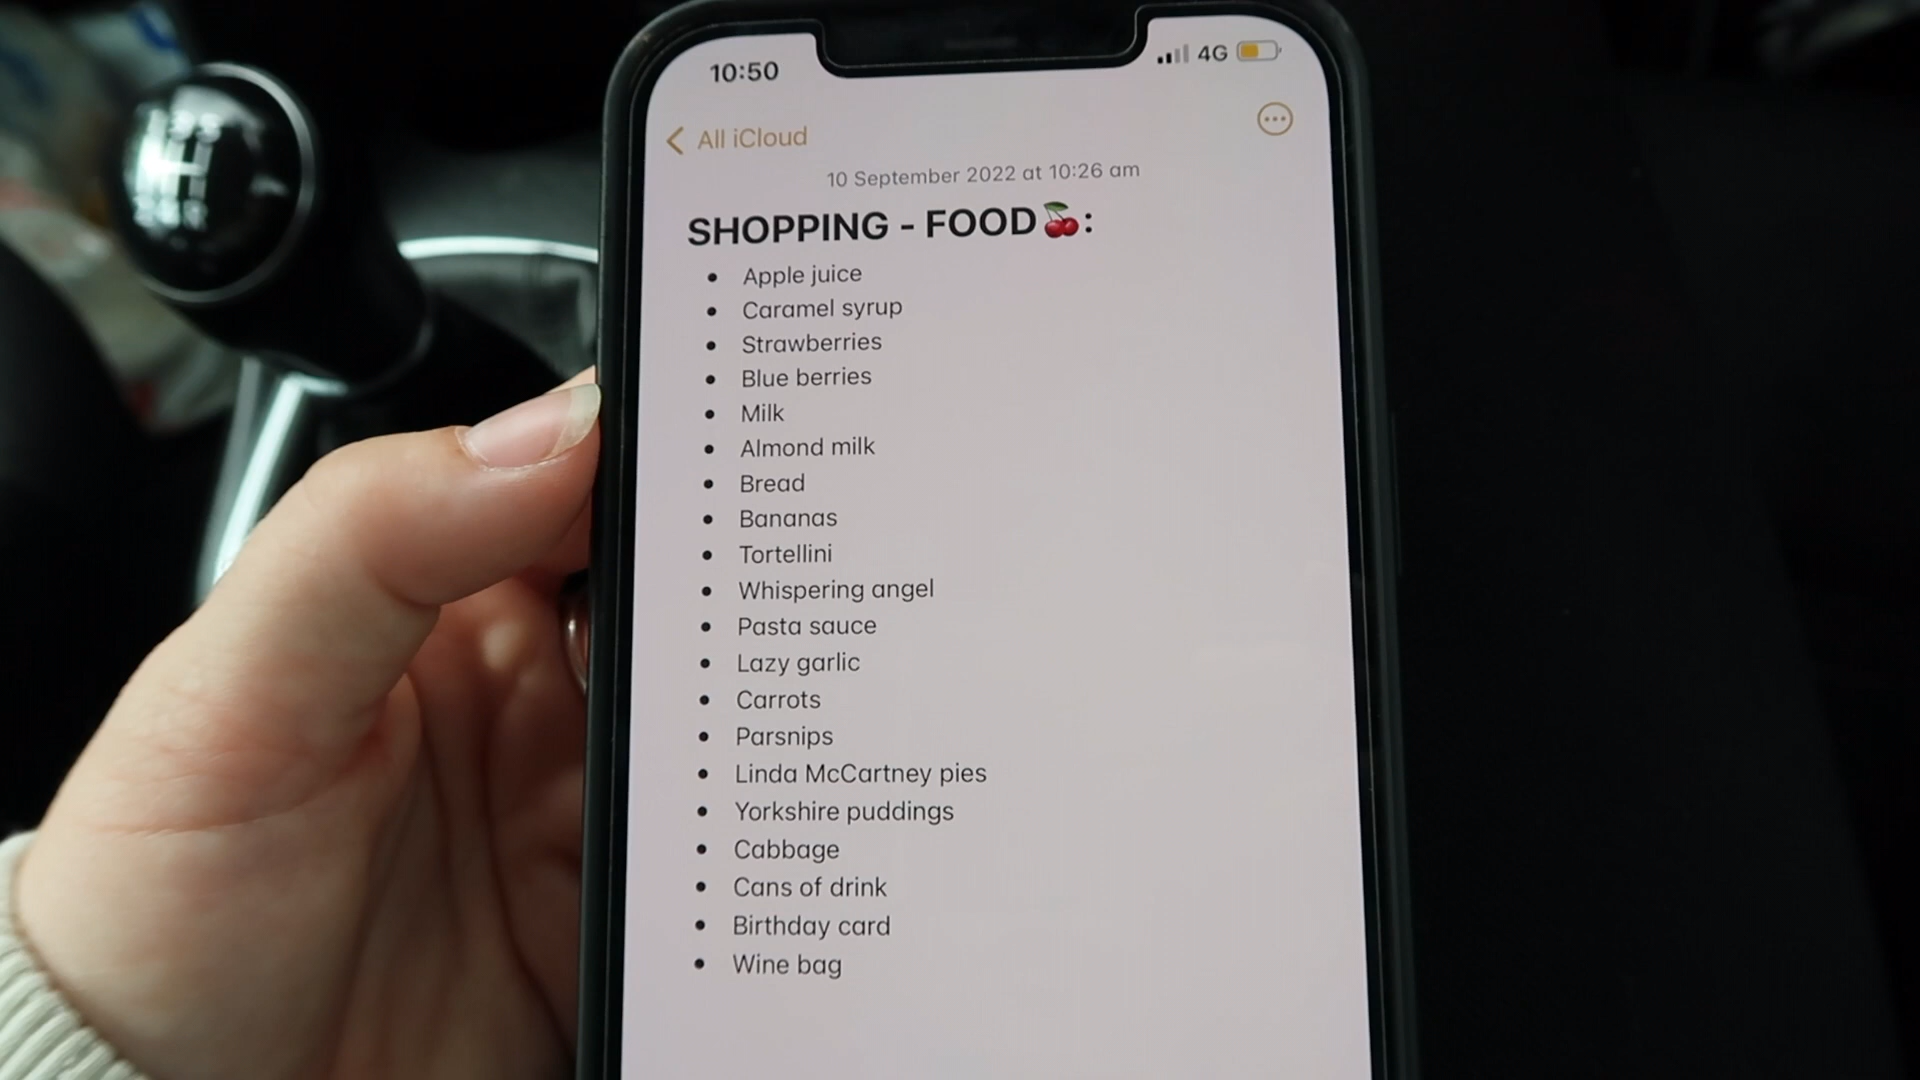 10:50
4G
All iCloud
10 September 2022 at 10:26 am
SHOPPING - FOOD🍒:
• Apple juice
• Caramel syrup
• Strawberries
• Blue berries
• Milk
• Almond milk
• Bread
• Bananas
• Tortellini
• Whispering angel
• Pasta sauce
• Lazy garlic
• Carrots
• Parsnips
• Linda McCartney pies
• Yorkshire puddings
• Cabbage
• Cans of drink
• Birthday card
• Wine bag